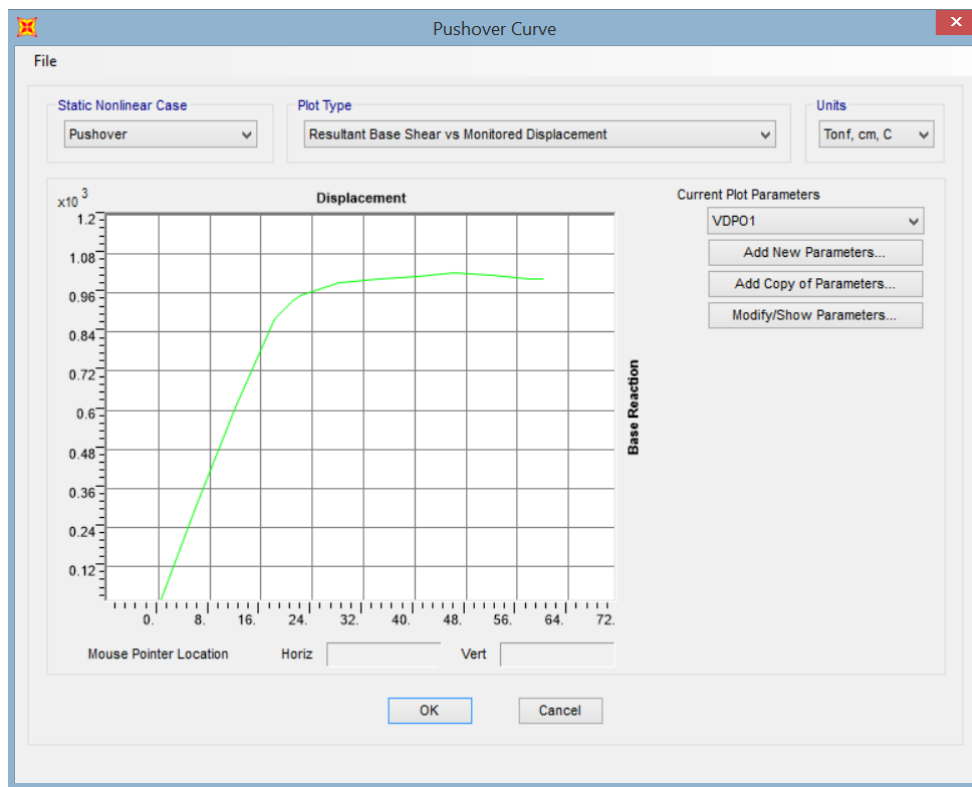 Pushover Curve
File
Static Nonlinear Case
Plot Type
Units
Pushover
Resultant Base Shear vs Monitored Displacement
Tonf, cm, C
x10 3
Displacement
1.2
1.08
0.96
0.84
0.72
0.6
0.48
0.36
0.24
0.12
0. 8. 16. 24. 32. 40. 48. 56. 64. 72.
Base Reaction
Current Plot Parameters
VDPO1
Add New Parameters...
Add Copy of Parameters...
Modify/Show Parameters...
Mouse Pointer Location Horiz Vert
OK Cancel